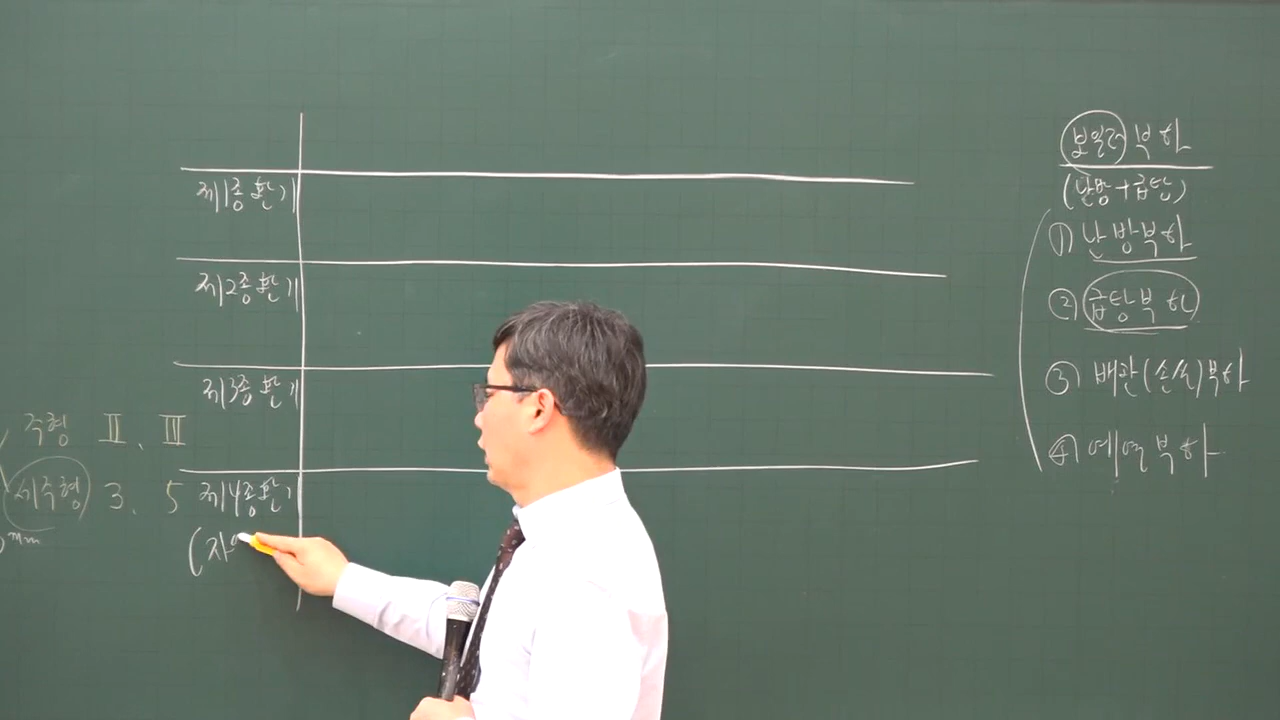 제1종환기
제2종환기
제3종환기
주형 Ⅱ, Ⅲ
세주형 3, 5
mm
제4종환기
(자
보일러 부하
(난방+급탕)
① 난방부하
② 급탕부하
③ 배관(손실)부하
④ 예열부하